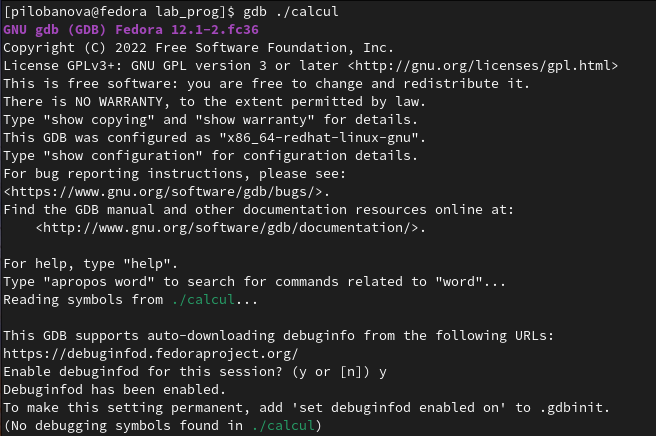 [pilobanova@fedora lab_prog]$ gdb ./calcul
GNU gdb (GDB) Fedora 12.1-2.fc36
Copyright (C) 2022 Free Software Foundation, Inc.
License GPLv3+: GNU GPL version 3 or later <http://gnu.org/licenses/gpl.html>
This is free software: you are free to change and redistribute it.
There is NO WARRANTY, to the extent permitted by law.
Type "show copying" and "show warranty" for details.
This GDB was configured as "x86_64-redhat-linux-gnu".
Type "show configuration" for configuration details.
For bug reporting instructions, please see:
<https://www.gnu.org/software/gdb/bugs/>.
Find the GDB manual and other documentation resources online at:
    <http://www.gnu.org/software/gdb/documentation/>.

For help, type "help".
Type "apropos word" to search for commands related to "word"...
Reading symbols from ./calcul...

This GDB supports auto-downloading debuginfo from the following URLs:
https://debuginfod.fedoraproject.org/
Enable debuginfod for this session? (y or [n]) y
Debuginfod has been enabled.
To make this setting permanent, add 'set debuginfod enabled on' to .gdbinit.
(No debugging symbols found in ./calcul)